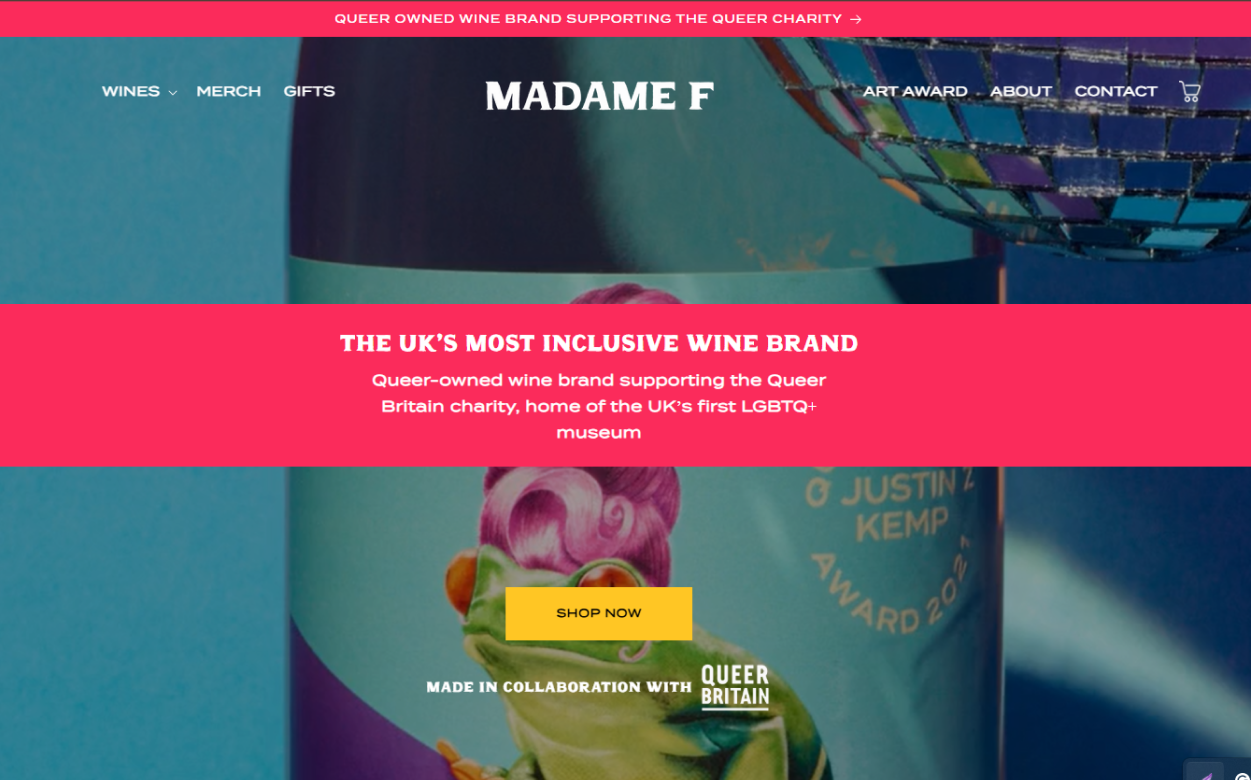 QUEER OWNED WINE BRAND SUPPORTING THE QUEER CHARITY →
WINES MERCH GIFTS
MADAME F
ART AWARD ABOUT CONTACT
THE UK'S MOST INCLUSIVE WINE BRAND
Queer-owned wine brand supporting the Queer
Britain charity, home of the UK's first LGBTQ+
museum
JUSTIN
KEMP
AWARD 202
SHOP NOW
MADE IN COLLABORATION WITH
QUEER
BRITAIN